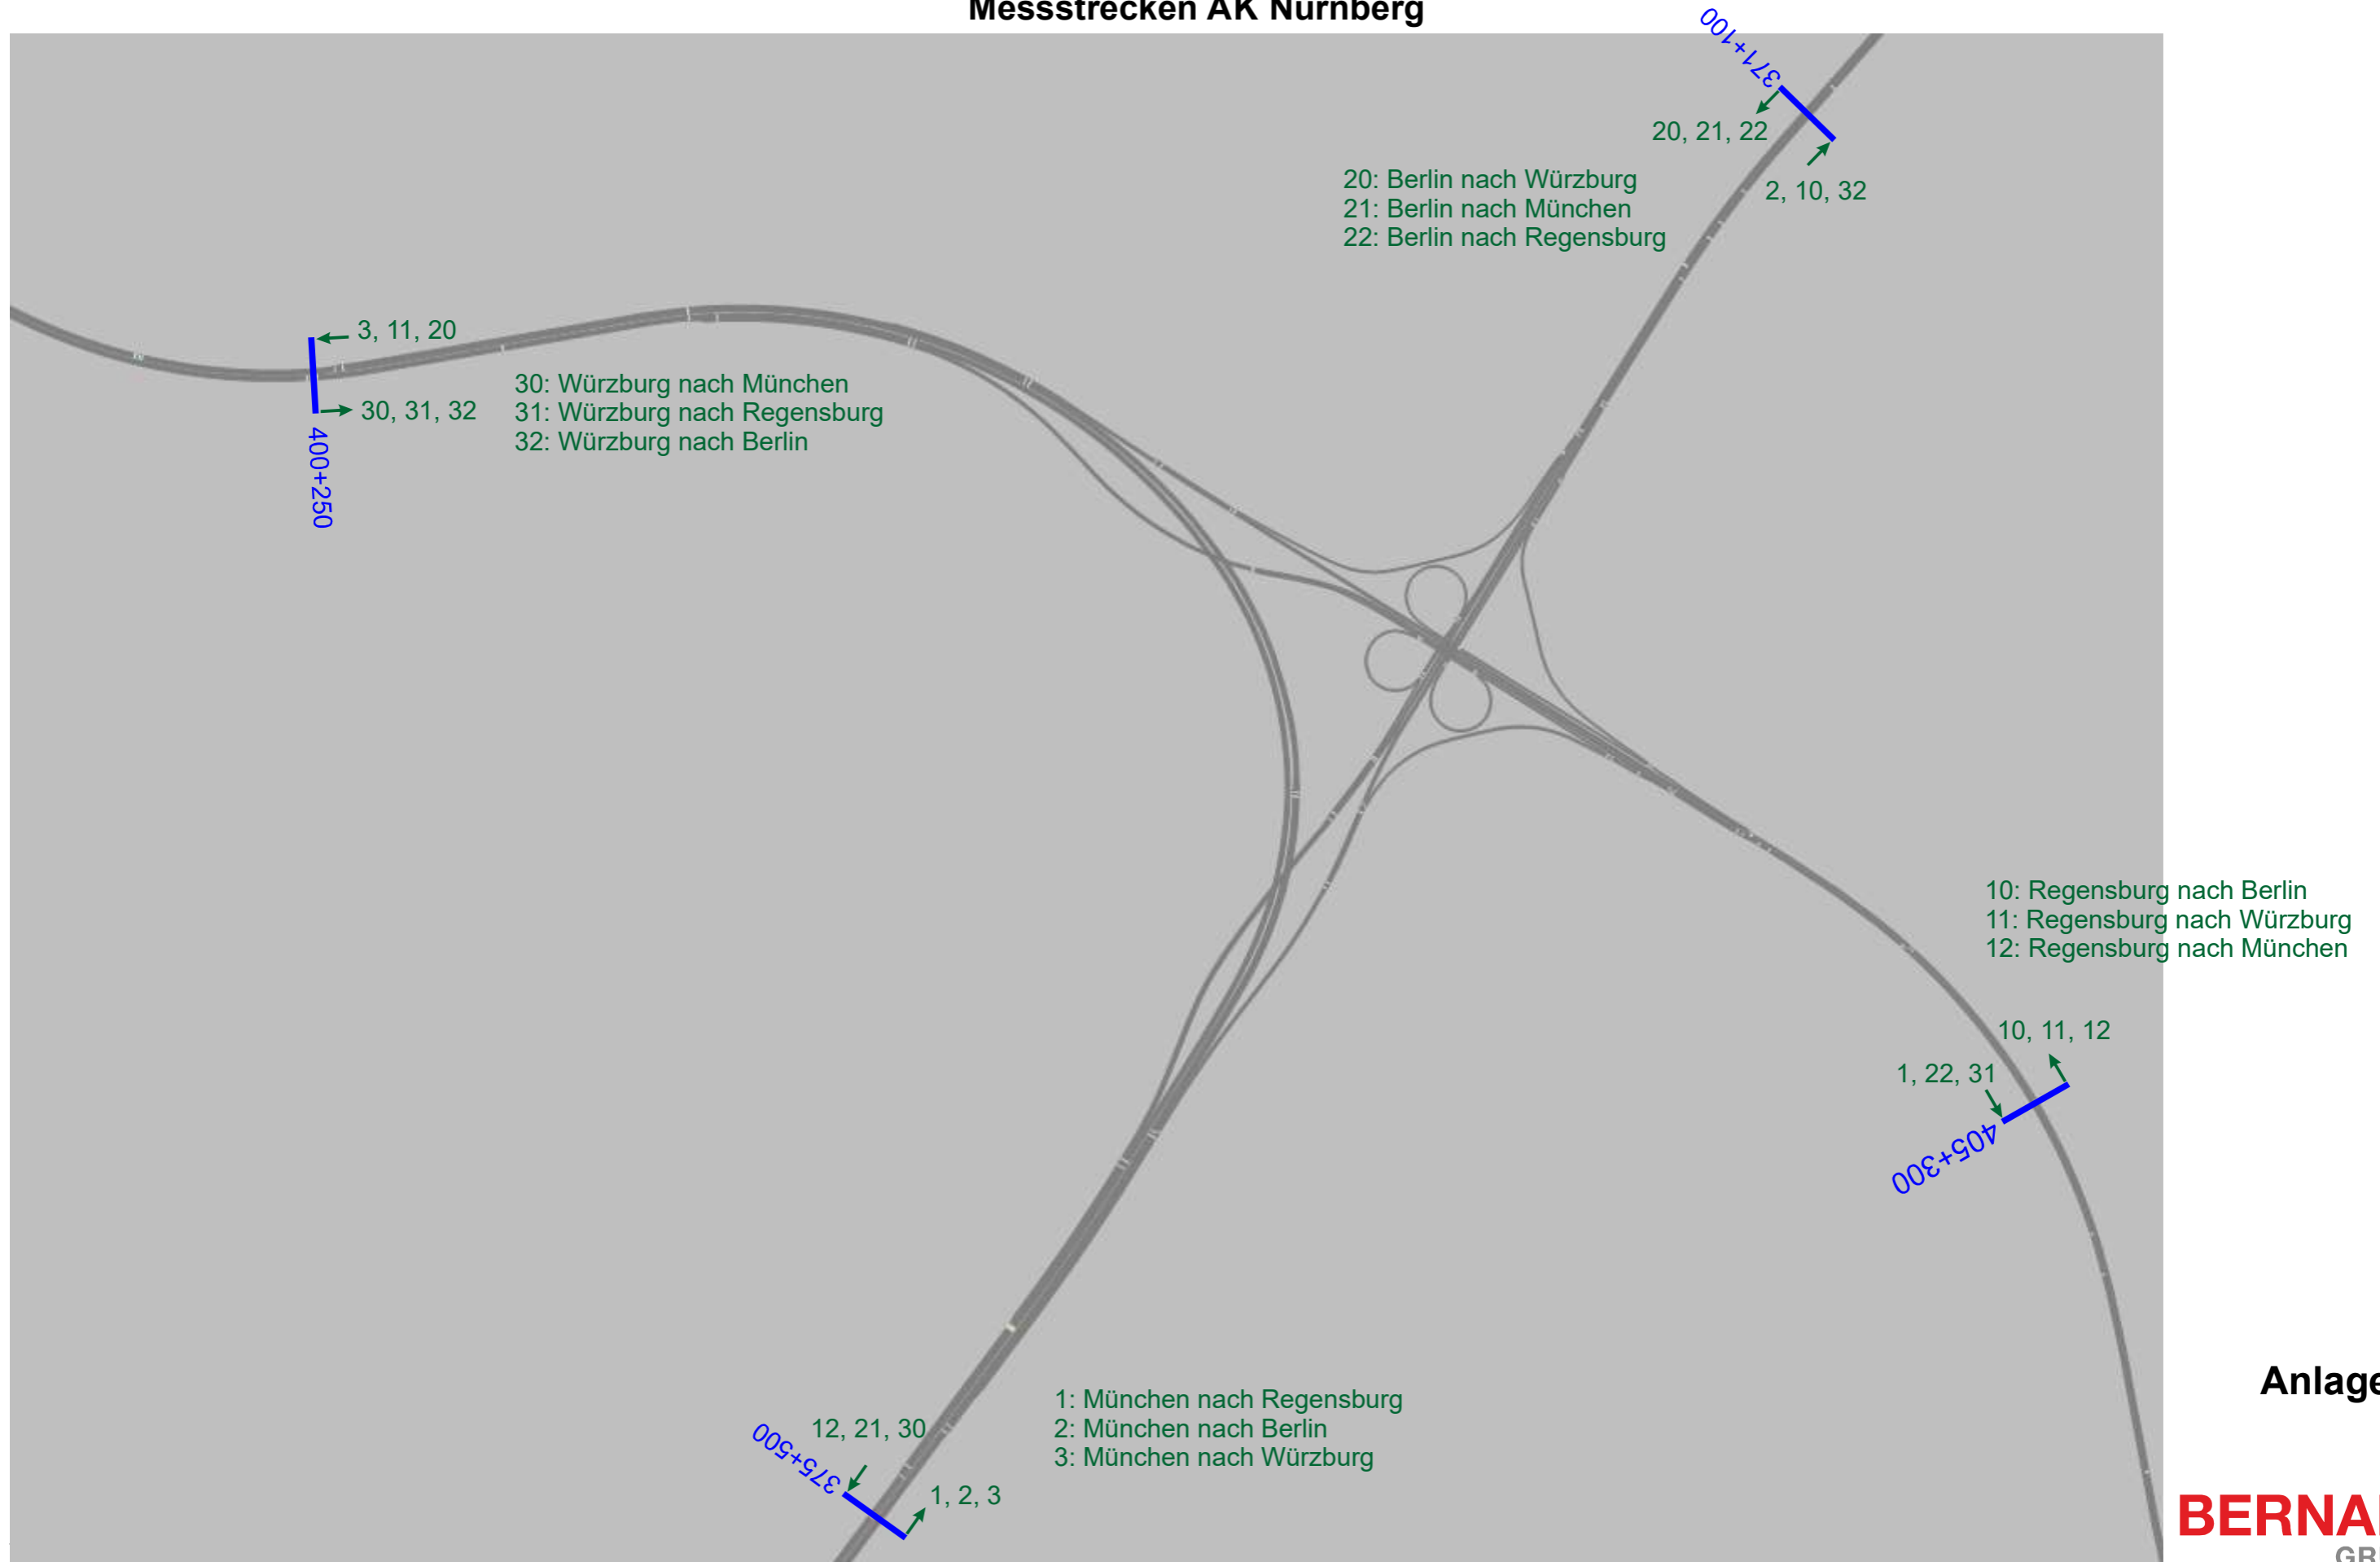 Messstrecken AK Nürnberg
371+100
20, 21, 22
2, 10, 32
20: Berlin nach Würzburg
21: Berlin nach München
22: Berlin nach Regensburg
3, 11, 20
30, 31, 32
400+250
30: Würzburg nach München
31: Würzburg nach Regensburg
32: Würzburg nach Berlin
10: Regensburg nach Berlin
11: Regensburg nach Würzburg
12: Regensburg nach München
10, 11, 12
1, 22, 31
405+300
1: München nach Regensburg
2: München nach Berlin
3: München nach Würzburg
12, 21, 30
375+500
1, 2, 3
Anlage